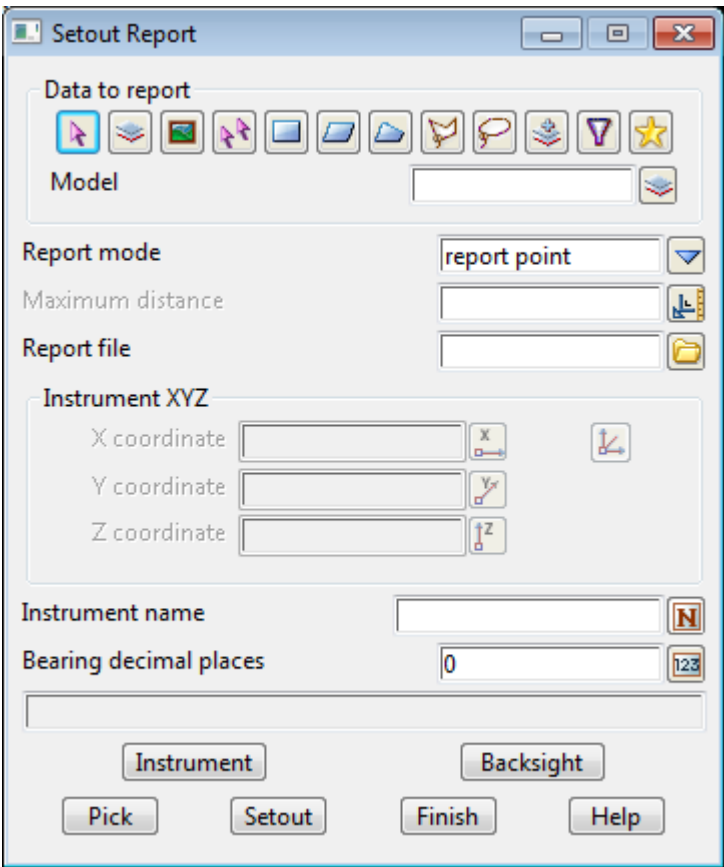 Setout Report
Data to report
Model
Report mode report point
Maximum distance
Report file
Instrument XYZ
X coordinate X
Y coordinate Y
Z coordinate Z
Instrument name N
Bearing decimal places 0 123
Instrument Backsight
Pick Setout Finish Help